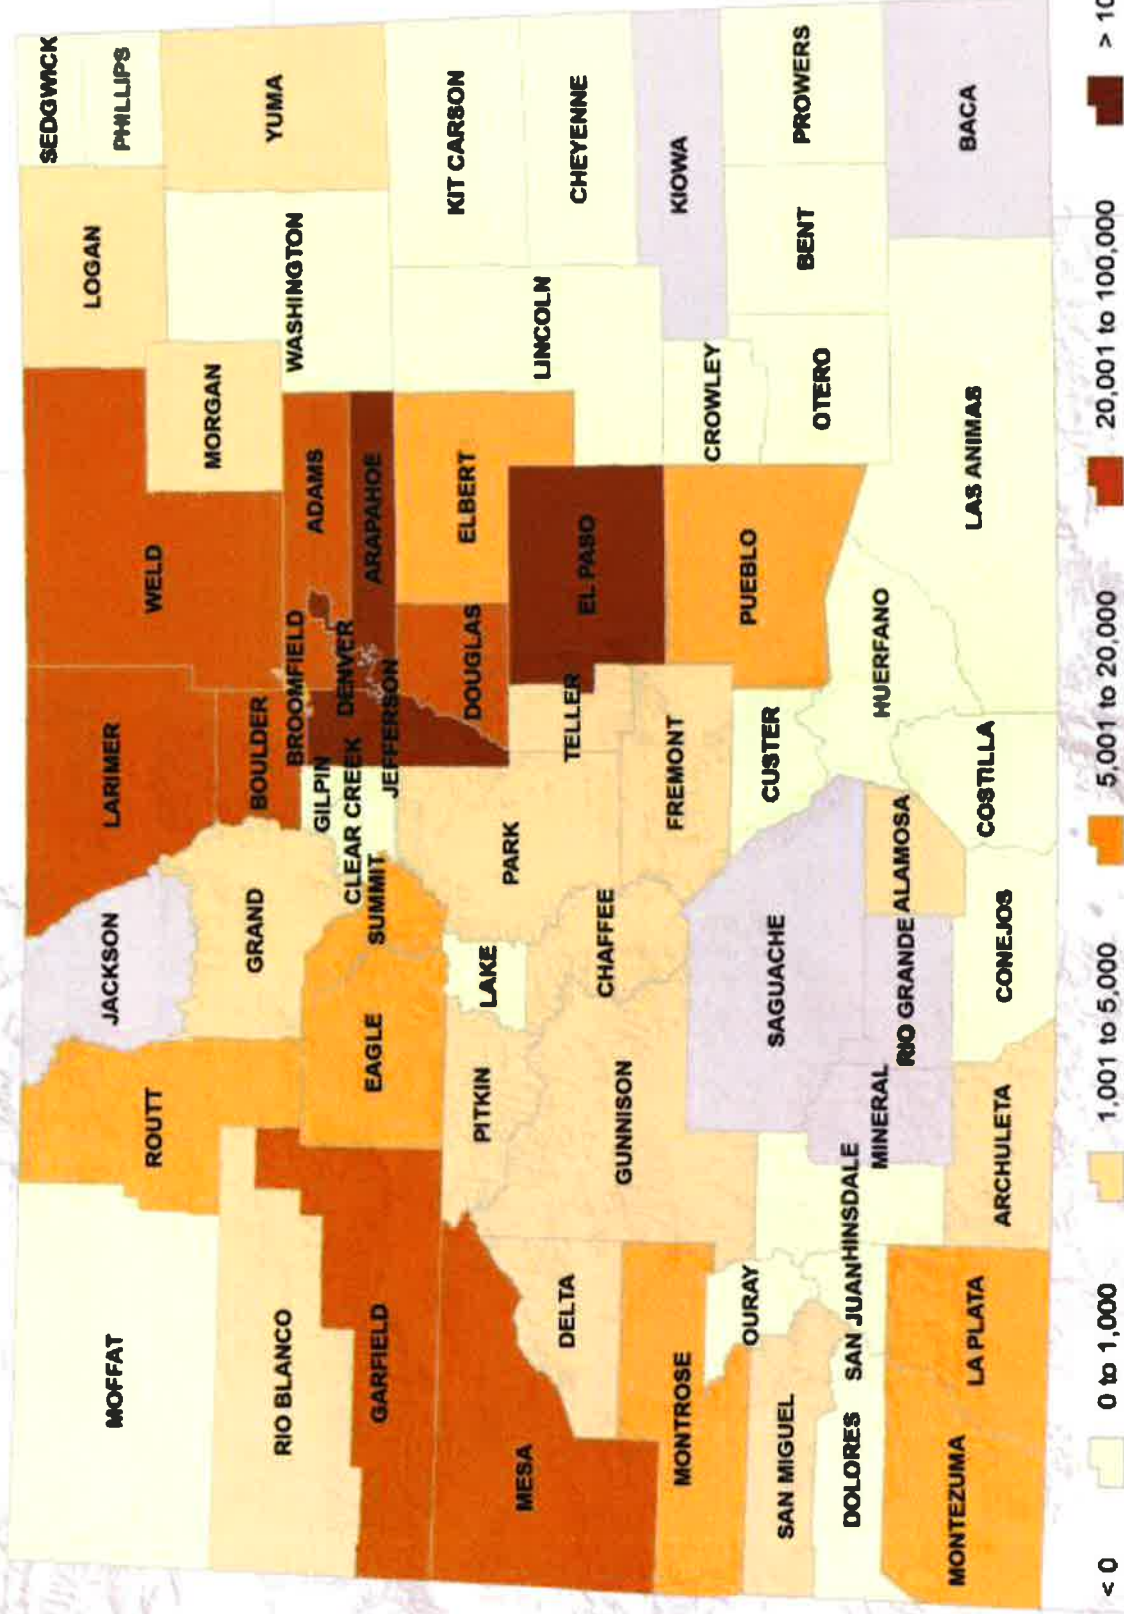 SEDGWICK
PHILLIPS
LOGAN
YUMA
WASHINGTON
MORGAN
WELD
LARIMER
JACKSON
ROUTT
MOFFAT
RIO BLANCO
GRAND
BOULDER
BROOMFIELD
ADAMS
ARAPAHOE
DENVER
JEFFERSON
GILPIN
CLEAR CREEK
SUMMIT
EAGLE
GARFIELD
KIT CARSON
CHEYENNE
LINCOLN
ELBERT
DOUGLAS
EL PASO
TELLER
PARK
LAKE
PITKIN
MESA
DELTA
GUNNISON
CHAFFEE
FREMONT
KIOWA
CROWLEY
PUEBLO
CUSTER
SAGUACHE
MONTROSE
OURAY
SAN MIGUEL
PROWERS
BENT
OTERO
HUERFANO
ALAMOSA
RIO GRANDE
MINERAL
HINSDALE
SAN JUAN
DOLORES
BACA
LAS ANIMAS
COSTILLA
CONEJOS
ARCHULETA
LA PLATA
MONTEZUMA
< 0
0 to 1,000
1,001 to 5,000
5,001 to 20,000
20,001 to 100,000
> 10